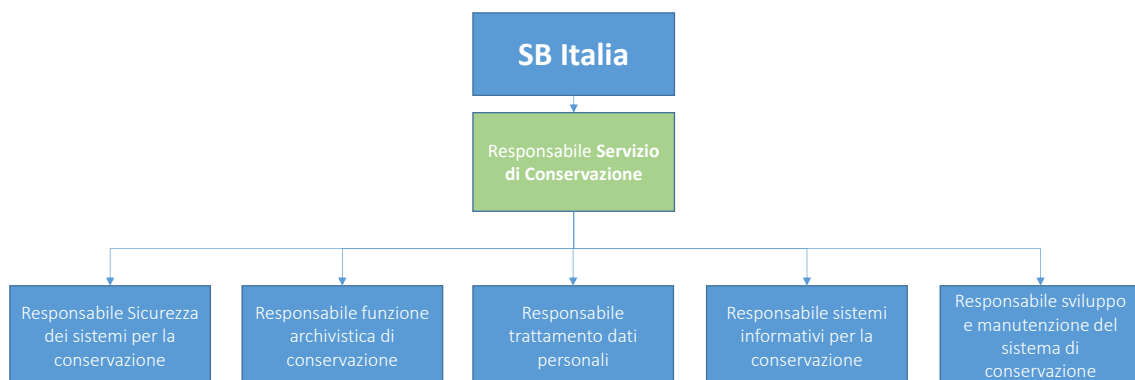 SB Italia
Responsabile Servizio
di Conservazione
Responsabile Sicurezza
dei sistemi per la
conservazione
Responsabile funzione
archivistica di
conservazione
Responsabile
trattamento dati
personali
Responsabile sistemi
informativi per la
conservazione
Responsabile sviluppo
e manutenzione del
sistema di
conservazione